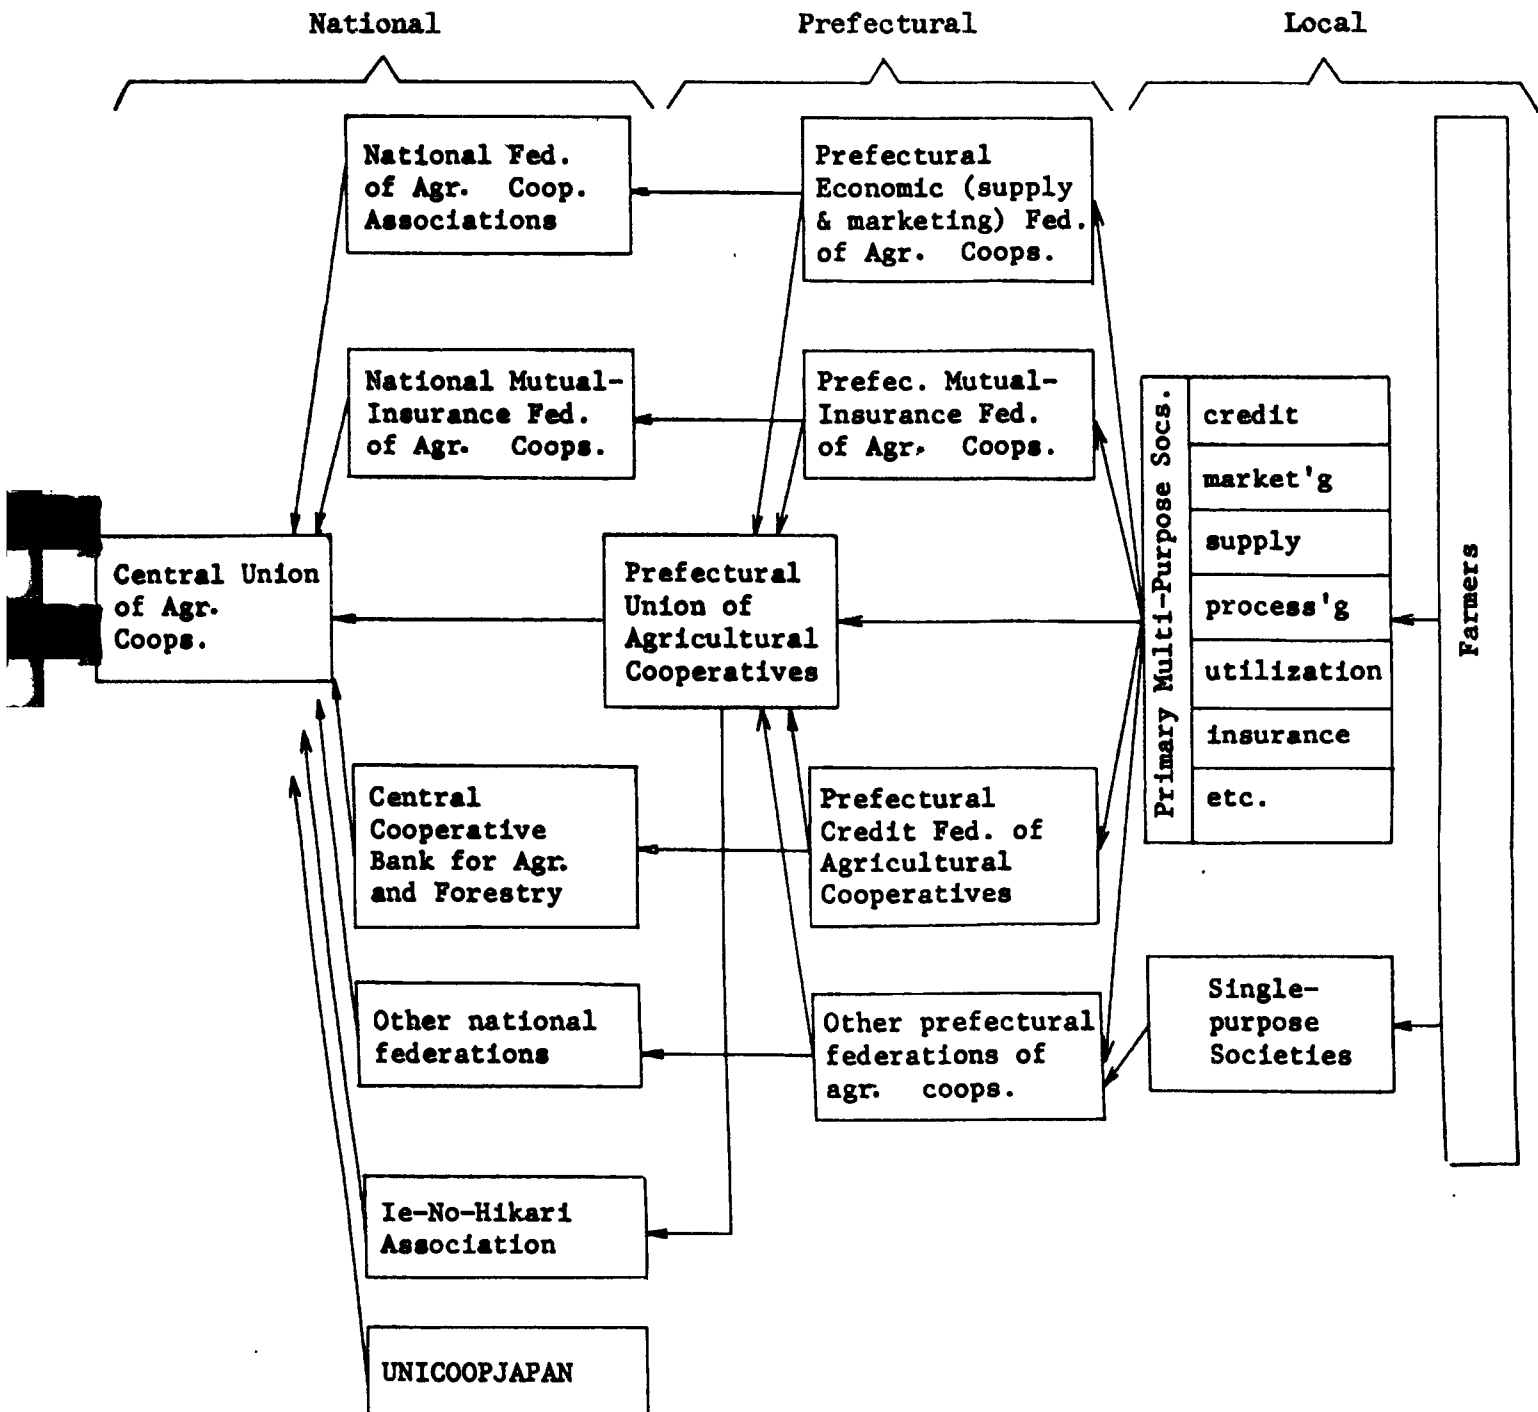 National
Prefectural
Local
National Fed.
of Agr. Coop.
Associations
Prefectural
Economic (supply
& marketing) Fed.
of Agr. Coops.
National Mutual-
Insurance Fed.
of Agr. Coops.
Prefec. Mutual-
Insurance Fed.
of Agr. Coops.
Central Union
of Agr.
Coops.
Prefectural
Union of
Agricultural
Cooperatives
Primary Multi-Purpose Socs.
credit
market'g
supply
process'g
utilization
insurance
etc.
Farmers
Central
Cooperative
Bank for Agr.
and Forestry
Prefectural
Credit Fed. of
Agricultural
Cooperatives
Other national
federations
Other prefectural
federations of
agr. coops.
Single-
purpose
Societies
Ie-No-Hikari
Association
UNICOOPJAPAN